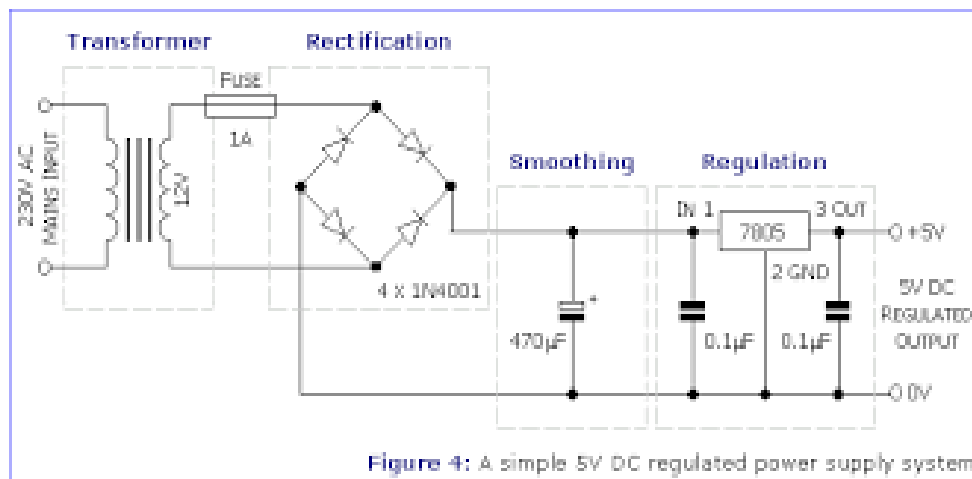 Transformer
Rectification
FUSE
1A
230V AC
MAINS INPUT
12V
4 x 1N4001
Smoothing
Regulation
IN 1
7805
3 OUT
+5V
2 GND
+
470µF
0.1µF
0.1µF
5V DC
REGULATED
OUTPUT
0V
Figure 4: A simple 5V DC regulated power supply system